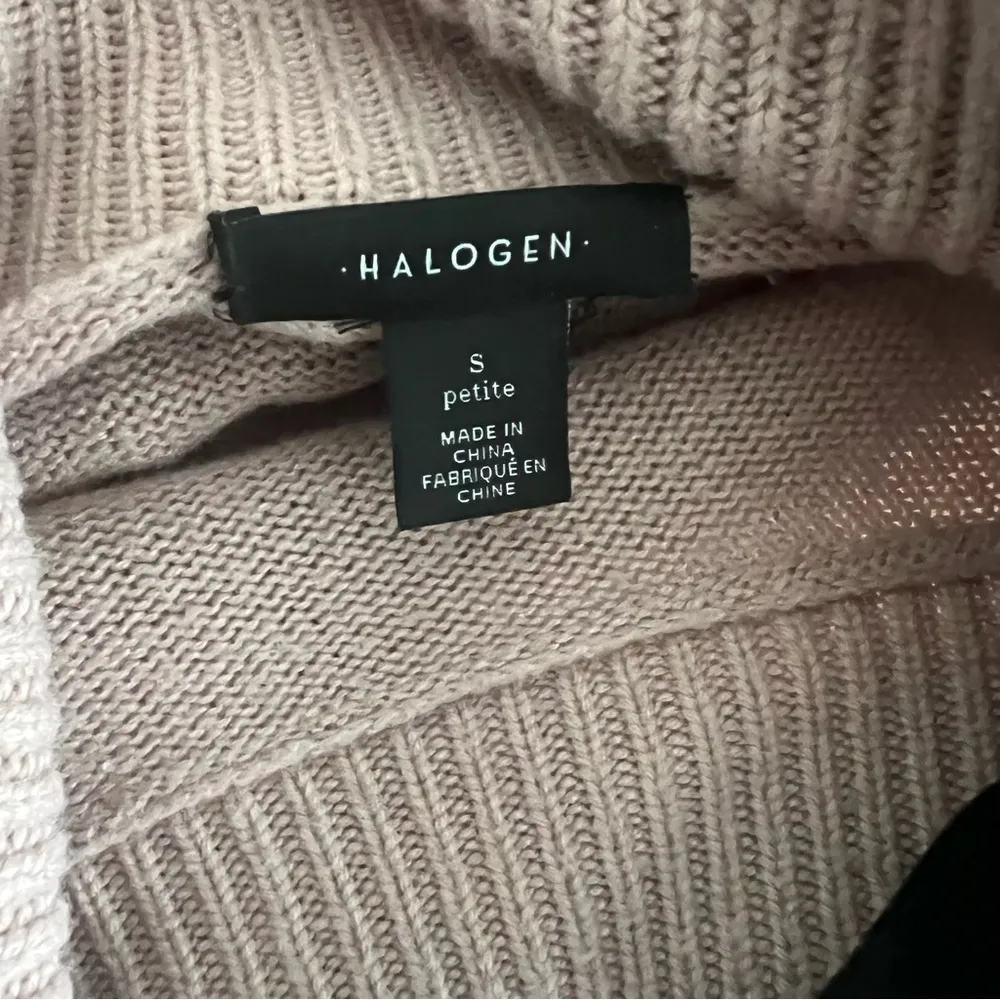 ·HALOGEN·
S
petite
MADE IN
CHINA
FABRIQUÉ EN
CHINE